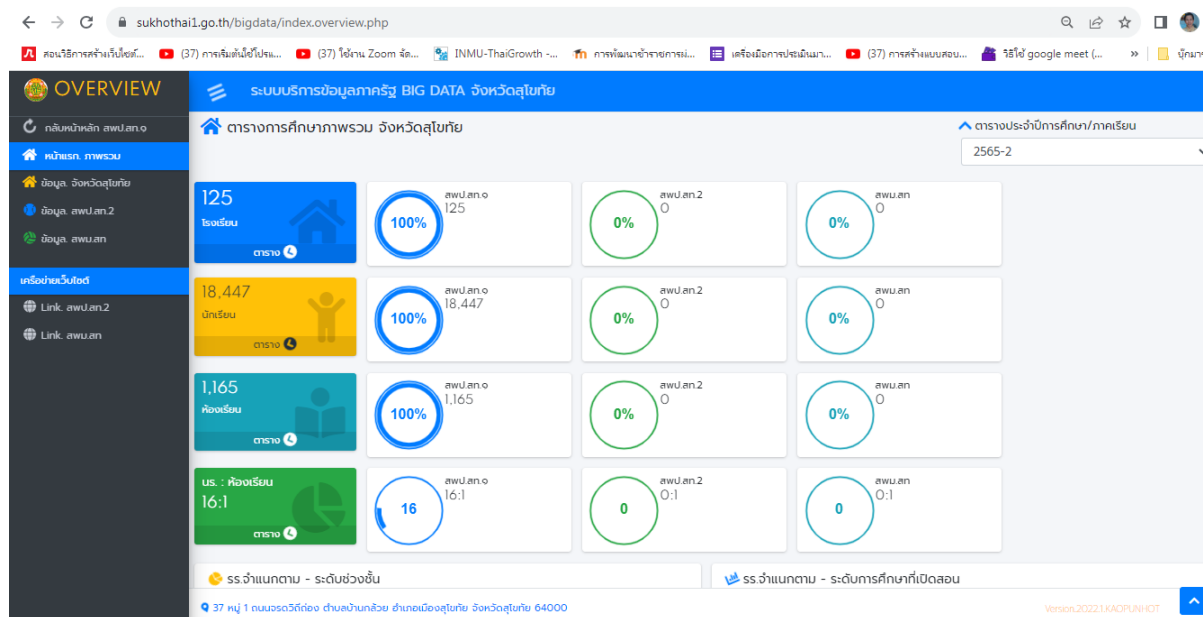 sukhothai1.go.th/bigdata/index.overview.php
สอนวิธีการสร้างเว็บไซต์...
(37) การเริ่มต้นใช้โปรแ...
(37) ใช้งาน Zoom จัด...
INMU-ThaiGrowth -...
การพัฒนาข้าราชการผ่...
เครื่องมือการประเมินมา...
(37) การสร้างแบบสอบ...
วิธีใช้ google meet (...
»
OVERVIEW
ระบบบริการข้อมูลภาครัฐ BIG DATA จังหวัดสุโขทัย
กลับหน้าหลัก สพป.สท.๑
หน้าแรก. ภาพรวม
ข้อมูล. จังหวัดสุโขทัย
ข้อมูล. สพป.สท.2
ข้อมูล. สพม.สท
เครือข่ายเว็บไซต์
Link. สพป.สท.2
Link. สพม.สท
ตารางการศึกษาภาพรวม จังหวัดสุโขทัย
ตารางประจำปีการศึกษา/ภาคเรียน
2565-2
125
โรงเรียน
ตาราง
100%
สพป.สท.๑
125
0%
สพป.สท.2
0
0%
สพม.สท
0
18,447
นักเรียน
ตาราง
100%
สพป.สท.๑
18,447
0%
สพป.สท.2
0
0%
สพม.สท
0
1,165
ห้องเรียน
ตาราง
100%
สพป.สท.๑
1,165
0%
สพป.สท.2
0
0%
สพม.สท
0
นร. : ห้องเรียน
16:1
ตาราง
16
สพป.สท.๑
16:1
0
สพป.สท.2
0:1
0
สพม.สท
0:1
รร.จำแนกตาม - ระดับช่วงชั้น
รร.จำแนกตาม - ระดับการศึกษาที่เปิดสอน
37 หมู่ 1 ถนนจรดวิถีถ่อง ตำบลบ้านกล้วย อำเภอเมืองสุโขทัย จังหวัดสุโขทัย 64000
Version.2022.1.KAOPUNHOT